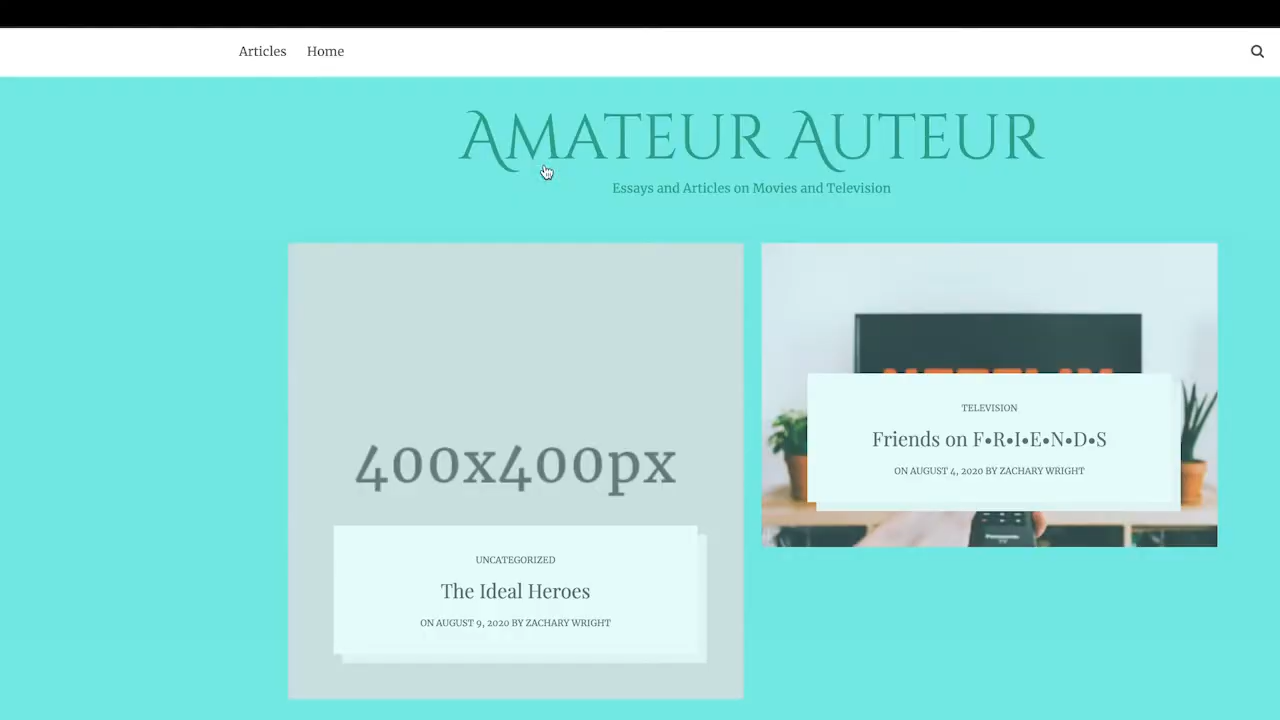 Articles Home
Amateur Auteur
Essays and Articles on Movies and Television
400x400px
UNCATEGORIZED
The Ideal Heroes
ON AUGUST 9, 2020 BY ZACHARY WRIGHT
TELEVISION
Friends on F•R•I•E•N•D•S
ON AUGUST 4, 2020 BY ZACHARY WRIGHT
Panasonic